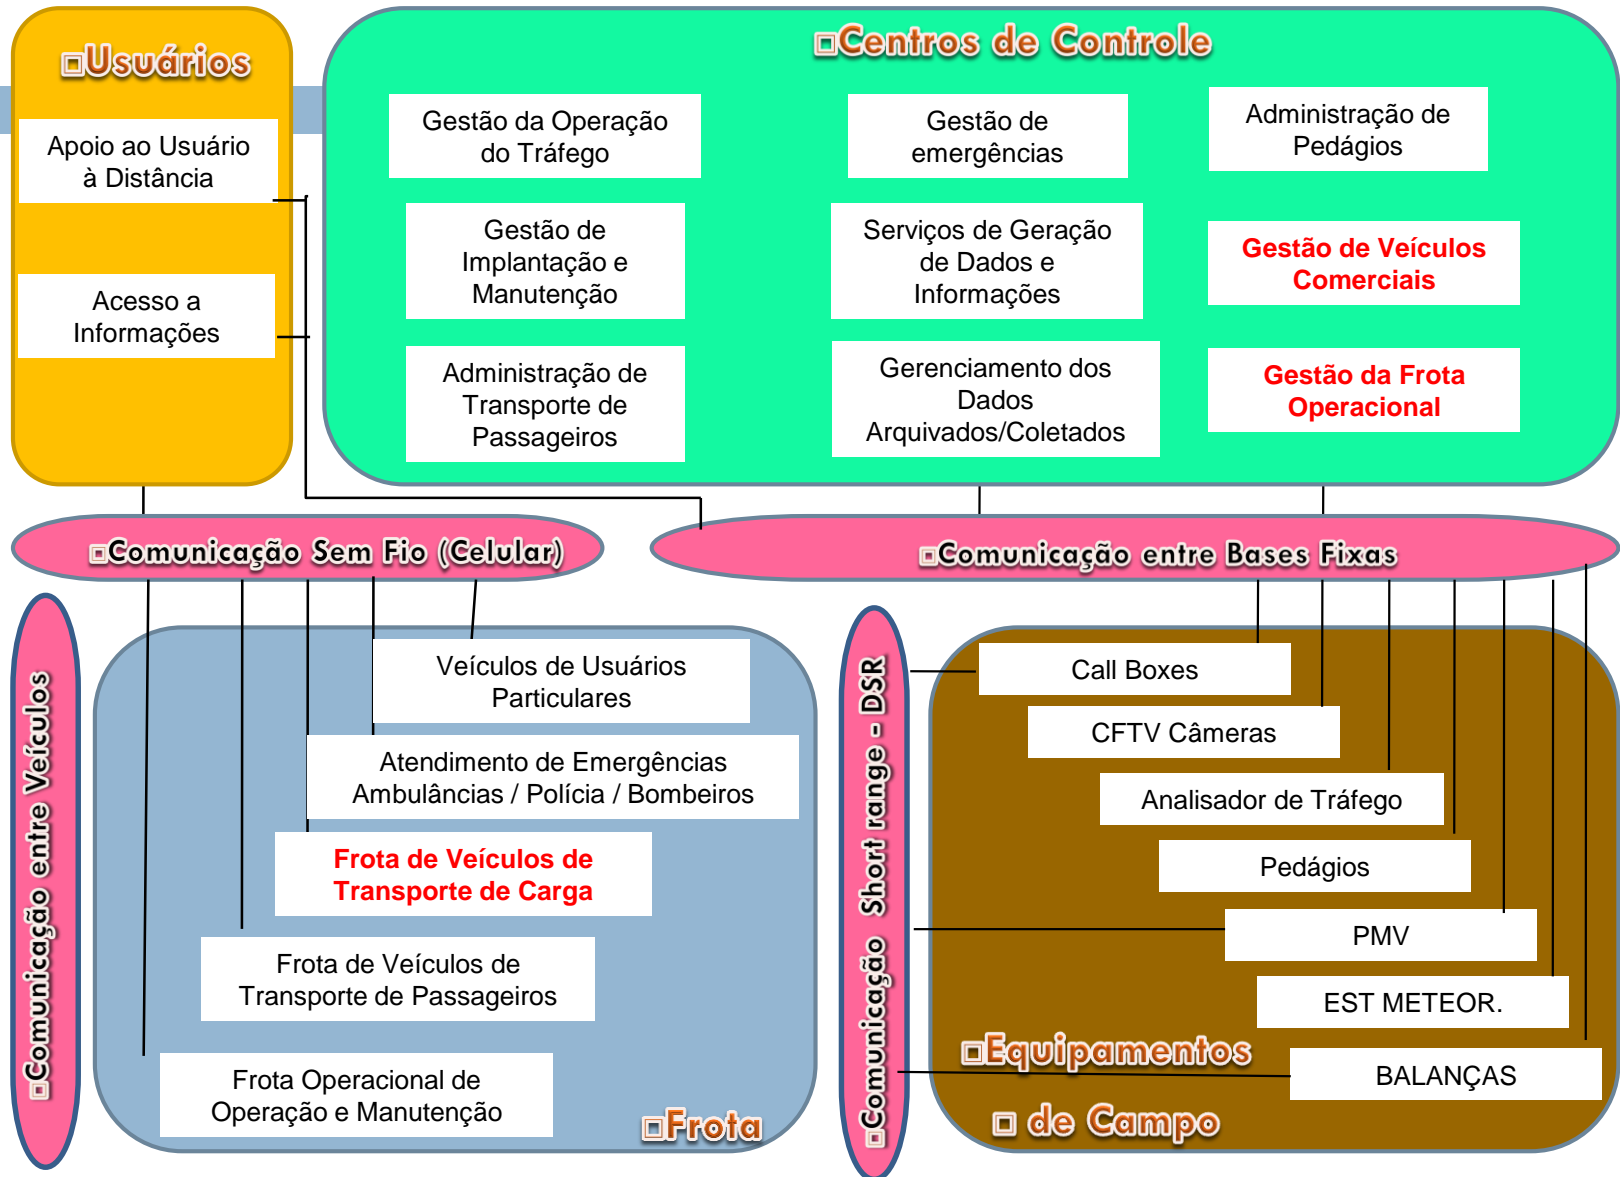 Usuários
Apoio ao Usuário
à Distância
Acesso a
Informações
Centros de Controle
Gestão da Operação
do Tráfego
Gestão de
emergências
Administração de
Pedágios
Gestão de
Implantação e
Manutenção
Serviços de Geração
de Dados e
Informações
Gestão de Veículos
Comerciais
Administração de
Transporte de
Passageiros
Gerenciamento dos
Dados
Arquivados/Coletados
Gestão da Frota
Operacional
Comunicação Sem Fio (Celular)
Comunicação entre Bases Fixas
Comunicação entre Veículos
Veículos de Usuários
Particulares
Atendimento de Emergências
Ambulâncias / Polícia / Bombeiros
Frota de Veículos de
Transporte de Carga
Frota de Veículos de
Transporte de Passageiros
Frota Operacional de
Operação e Manutenção
Frota
Comunicação Short range - DSR
Call Boxes
CFTV Câmeras
Analisador de Tráfego
Pedágios
PMV
EST METEOR.
BALANÇAS
Equipamentos
de Campo